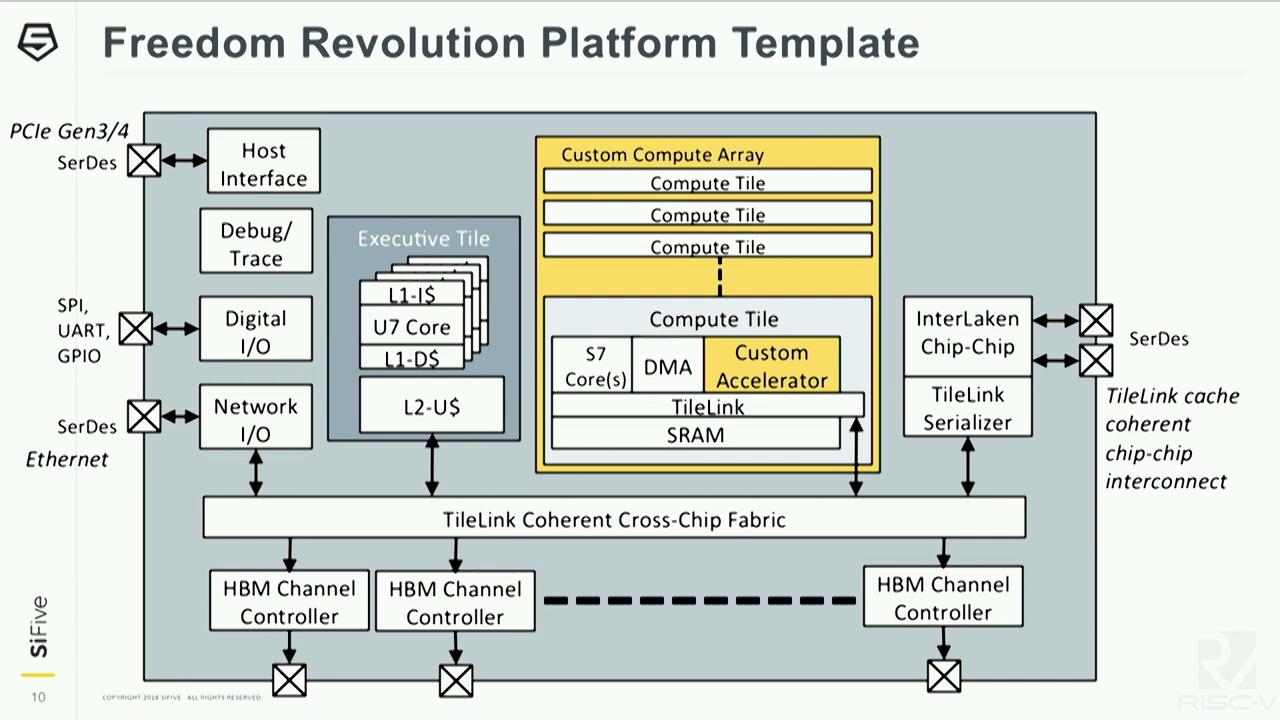 Freedom Revolution Platform Template
PCIe Gen3/4
SerDes
Host
Interface
Debug/
Trace
SPI,
UART,
GPIO
Digital
I/O
SerDes
Ethernet
Network
I/O
Executive Tile
L1-I$
U7 Core
L1-D$
L2-U$
Custom Compute Array
Compute Tile
Compute Tile
Compute Tile
Compute Tile
S7
Core(s)
DMA
Custom
Accelerator
TileLink
SRAM
InterLaken
Chip-Chip
TileLink
Serializer
SerDes
TileLink cache
coherent
chip-chip
interconnect
TileLink Coherent Cross-Chip Fabric
HBM Channel
Controller
HBM Channel
Controller
HBM Channel
Controller
SiFive
10
COPYRIGHT 2018 SIFIVE. ALL RIGHTS RESERVED
RISC-V